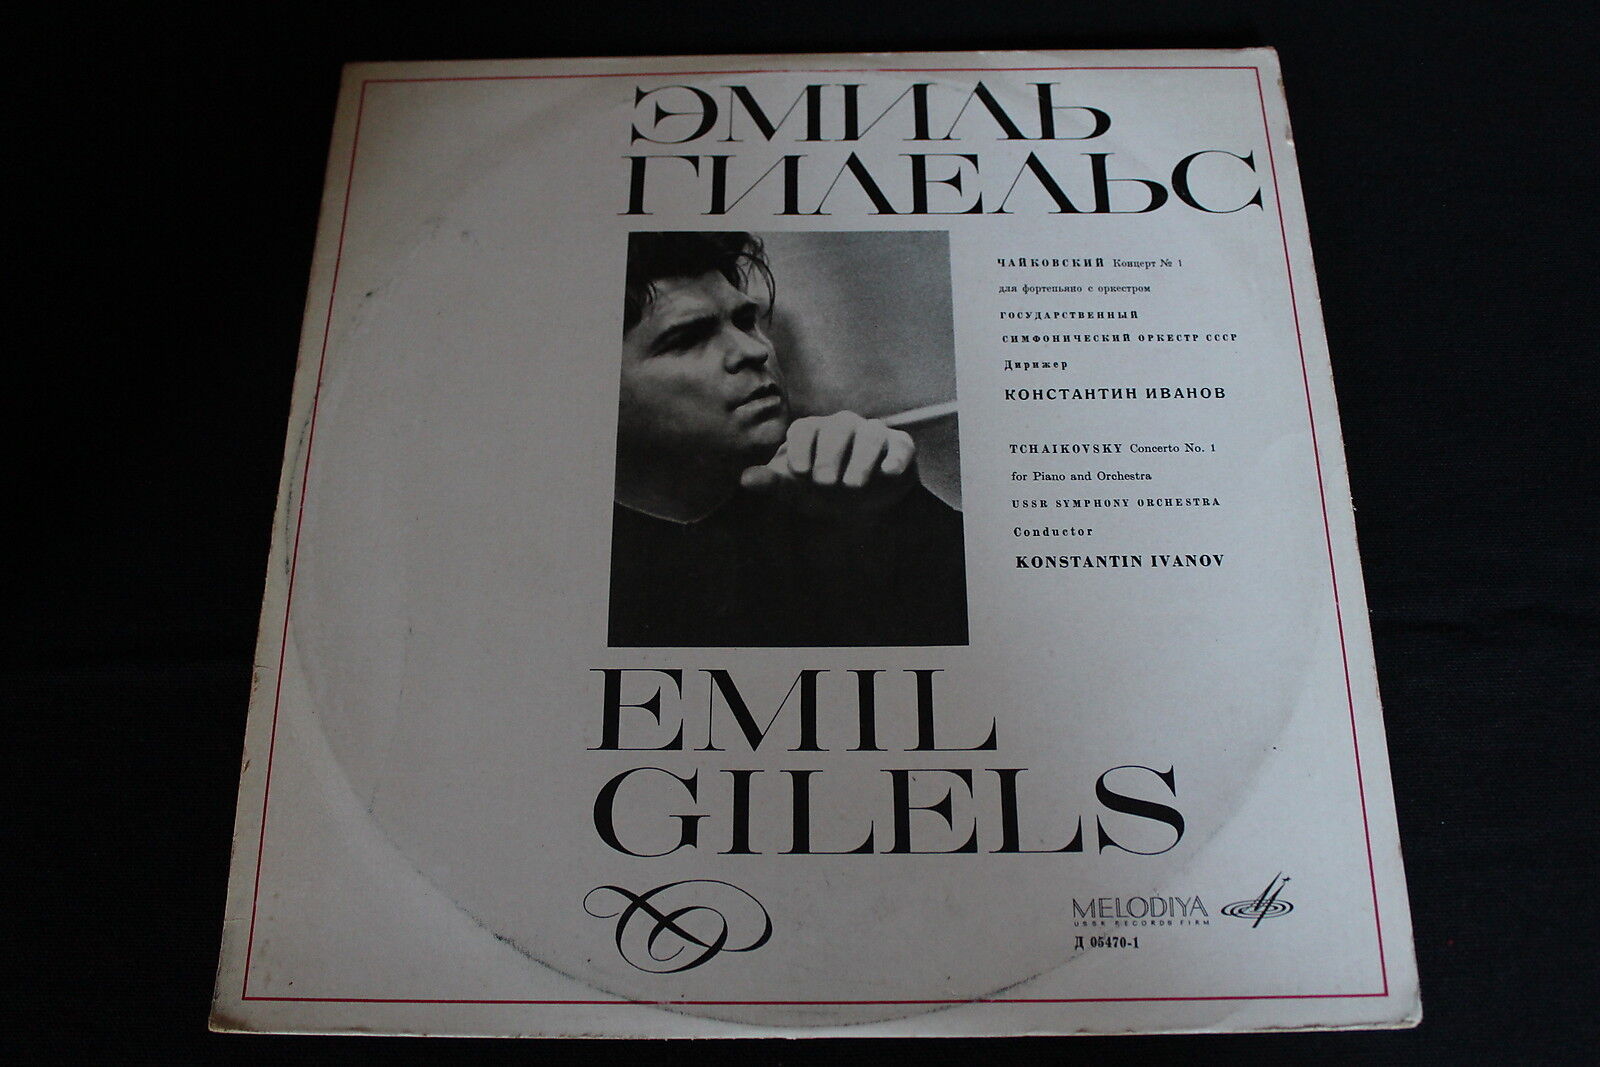 ЭМИЛЬ
ГИЛЕЛЬС
ЧАЙКОВСКИЙ Концерт № 1
для фортепьяно с оркестром
ГОСУДАРСТВЕННЫЙ
СИМФОНИЧЕСКИЙ ОРКЕСТР СССР
Дирижер
КОНСТАНТИН ИВАНОВ
TCHAIKOVSKY Concerto No. 1
for Piano and Orchestra
USSR SYMPHONY ORCHESTRA
Conductor
KONSTANTIN IVANOV
EMIL
GILELS
MELODIYA
USSR RECORDS FIRM
Д 05470-1